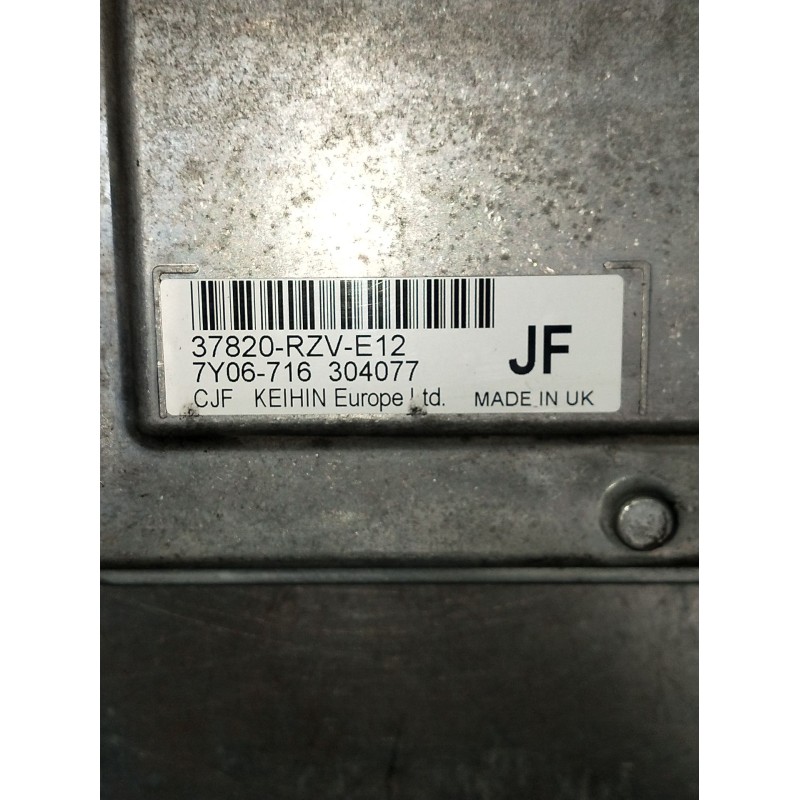 37820-RZV-E12
7Y06-716 304077
JF
CJF KEIHIN Europe Ltd. MADE IN UK